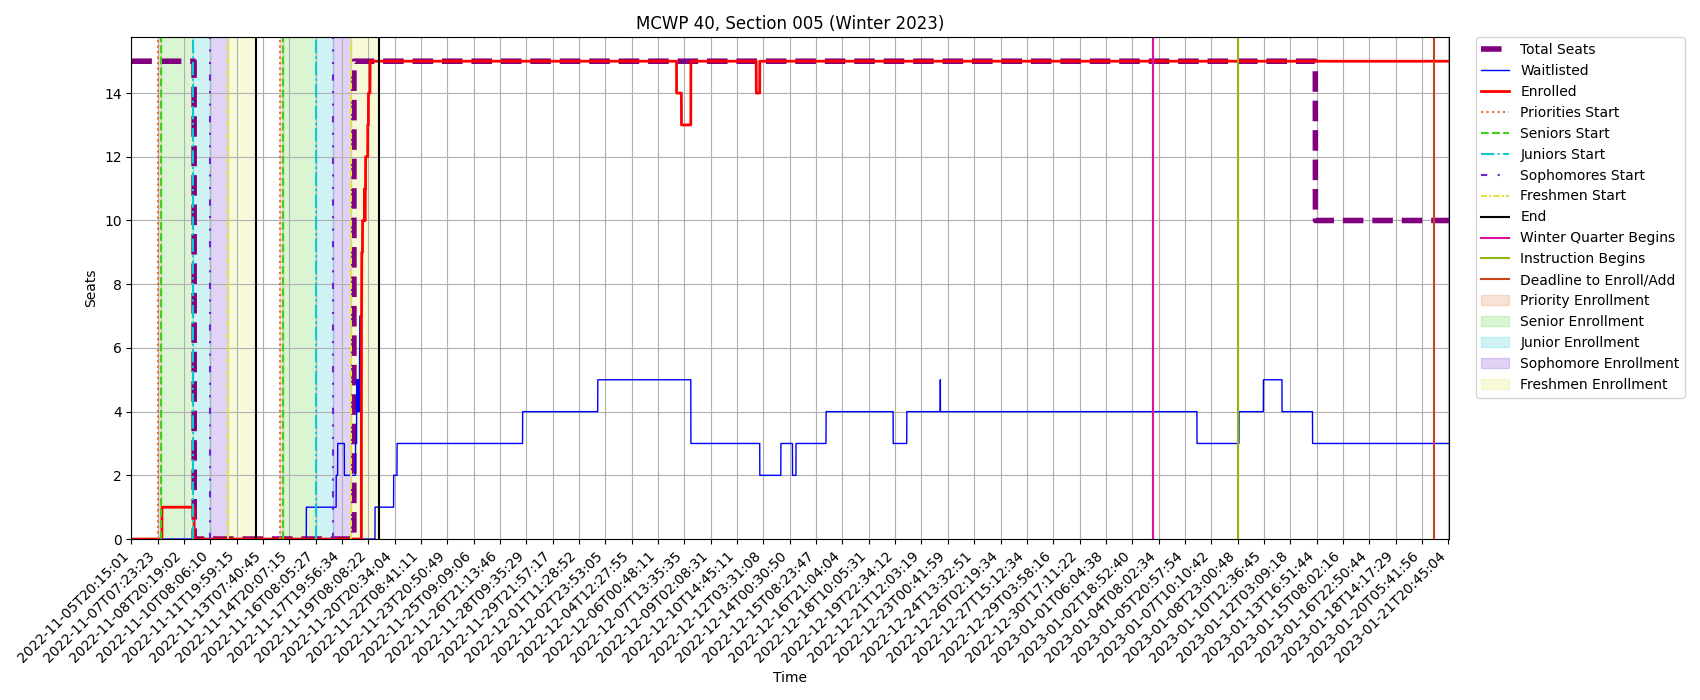 MCWP 40, Section 005 (Winter 2023)
Seats
14
12
10
8
6
4
2
0
2022-11-05T20:15:01
2022-11-07T07:23:23
2022-11-08T20:19:02
2022-11-10T08:06:10
2022-11-11T19:59:15
2022-11-13T07:40:45
2022-11-14T20:07:15
2022-11-16T08:05:27
2022-11-17T19:56:34
2022-11-19T08:08:22
2022-11-20T20:34:04
2022-11-22T08:41:11
2022-11-23T20:50:49
2022-11-25T09:09:06
2022-11-26T21:13:46
2022-11-28T09:35:29
2022-11-29T21:57:17
2022-12-01T11:28:52
2022-12-02T23:53:05
2022-12-04T12:27:55
2022-12-06T00:48:11
2022-12-07T13:35:35
2022-12-09T02:08:31
2022-12-10T14:45:11
2022-12-12T03:31:08
2022-12-14T00:30:50
2022-12-15T08:23:47
2022-12-16T21:04:04
2022-12-18T10:05:31
2022-12-19T22:34:12
2022-12-21T12:03:19
2022-12-23T00:41:59
2022-12-24T13:32:51
2022-12-26T02:19:34
2022-12-27T15:12:34
2022-12-29T03:58:16
2022-12-30T17:11:22
2023-01-01T06:04:38
2023-01-02T18:52:40
2023-01-04T08:02:34
2023-01-05T20:57:54
2023-01-07T10:10:42
2023-01-08T23:00:48
2023-01-10T12:36:45
2023-01-12T03:09:18
2023-01-13T16:51:44
2023-01-15T08:02:16
2023-01-16T22:50:44
2023-01-18T14:17:29
2023-01-20T05:41:56
2023-01-21T20:45:04
Time
Total Seats
Waitlisted
Enrolled
Priorities Start
Seniors Start
Juniors Start
Sophomores Start
Freshmen Start
End
Winter Quarter Begins
Instruction Begins
Deadline to Enroll/Add
Priority Enrollment
Senior Enrollment
Junior Enrollment
Sophomore Enrollment
Freshmen Enrollment